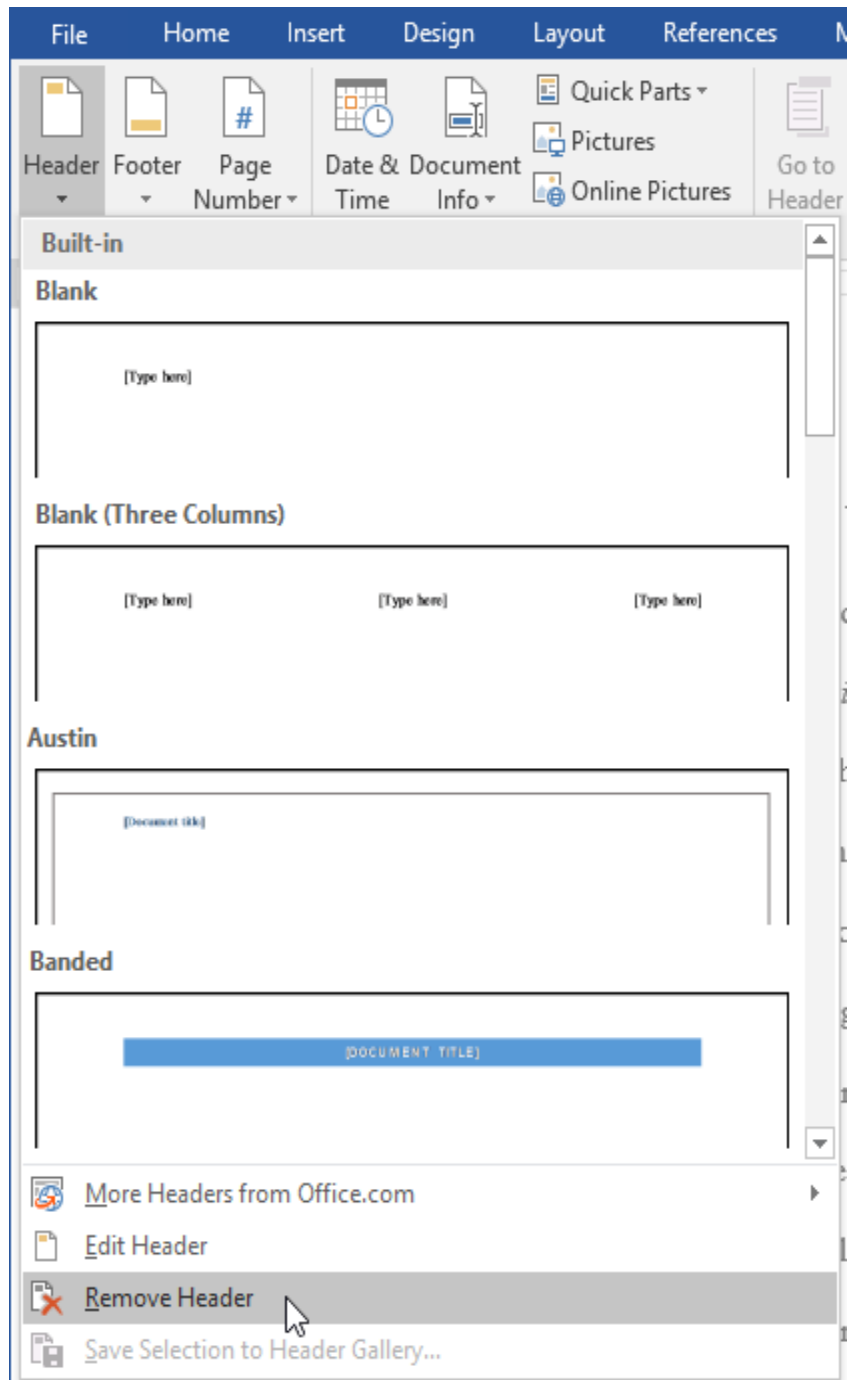 File Home Insert Design Layout References
Header Footer Page Number Date & Time Document Info Quick Parts
Pictures
Online Pictures
Go to Header
Built-in
Blank
[Type here]
Blank (Three Columns)
[Type here] [Type here] [Type here]
Austin
[Document title]
Banded
[DOCUMENT TITLE]
More Headers from Office.com
Edit Header
Remove Header
Save Selection to Header Gallery...